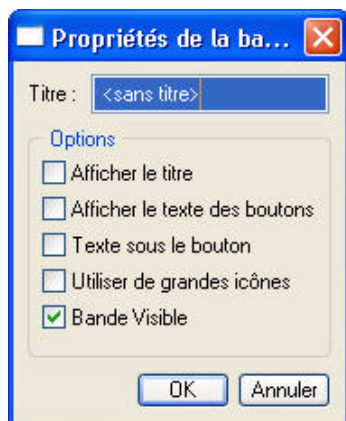 Propriétés de la ba...
Titre : <sans titre>
Options
Afficher le titre
Afficher le texte des boutons
Texte sous le bouton
Utiliser de grandes icônes
Bande Visible
OK Annuler